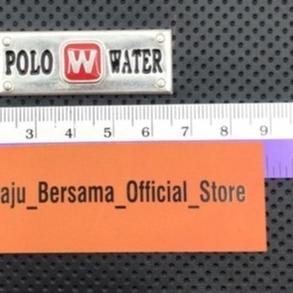 POLO W WATER
3 4 5 6 7 8 9
aju_Bersama_Official_Store